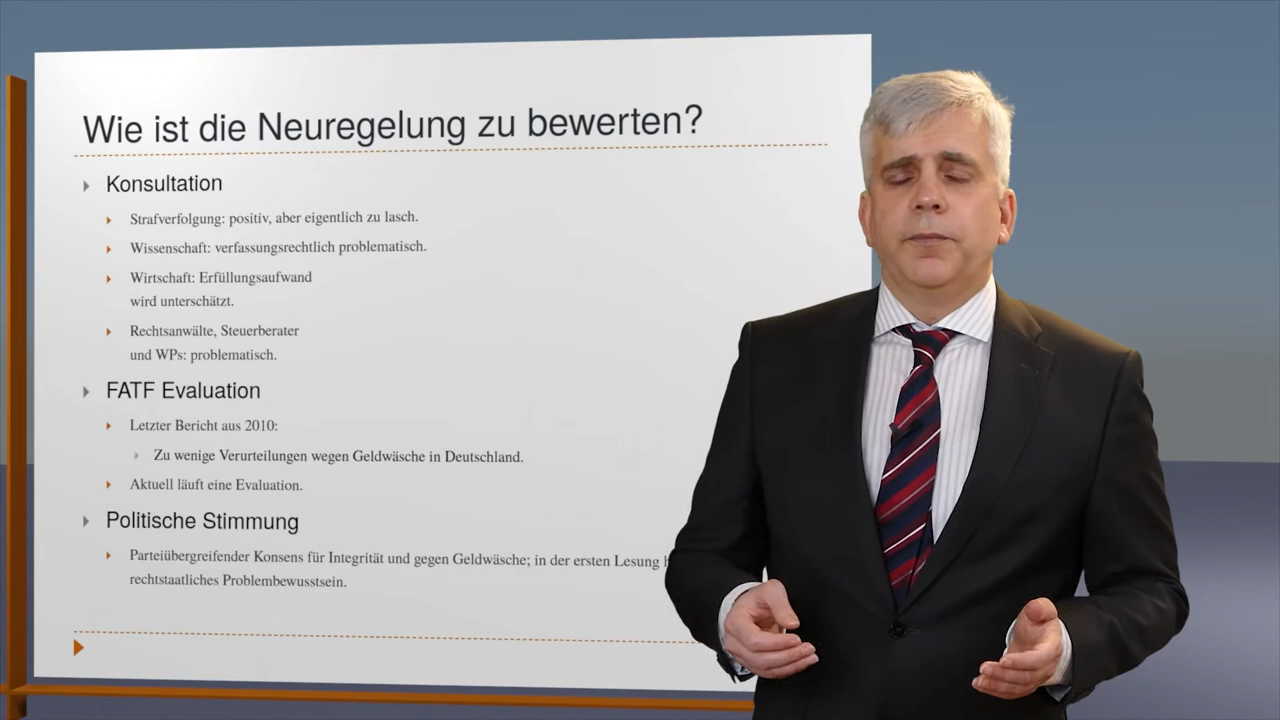 Wie ist die Neuregelung zu bewerten?
Konsultation
Strafverfolgung: positiv, aber eigentlich zu lasch.
Wissenschaft: verfassungsrechtlich problematisch.
Wirtschaft: Erfüllungsaufwand
wird unterschätzt.
Rechtsanwälte, Steuerberater
und WPs: problematisch.
FATF Evaluation
Letzter Bericht aus 2010:
Zu wenige Verurteilungen wegen Geldwäsche in Deutschland.
Aktuell läuft eine Evaluation.
Politische Stimmung
Parteiübergreifender Konsens für Integrität und gegen Geldwäsche; in der ersten Lesung
rechtstaatliches Problembewusstsein.